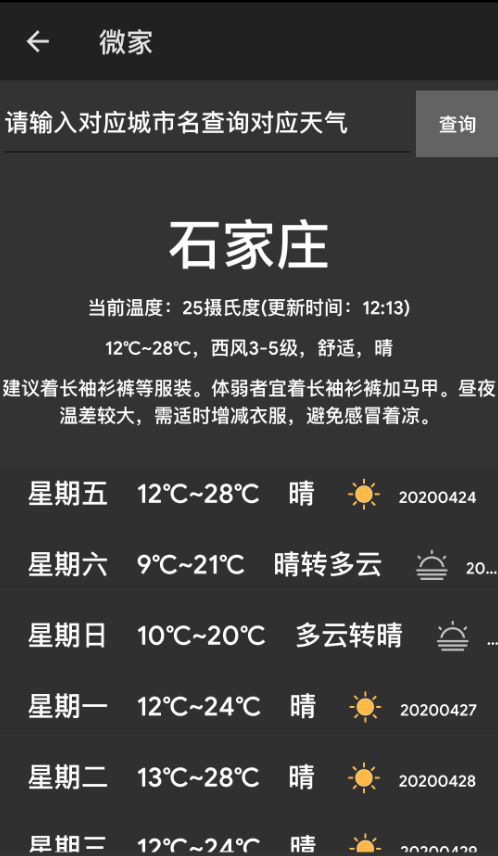 微家
请输入对应城市名查询对应天气
查询
石家庄
当前温度：25摄氏度(更新时间：12:13)
12℃~28℃，西风3-5级，舒适，晴
建议着长袖衫裤等服装。体弱者宜着长袖衫裤加马甲。昼夜
温差较大，需适时增减衣服，避免感冒着凉。
星期五 12℃~28℃ 晴 20200424
星期六 9℃~21℃ 晴转多云 20...
星期日 10℃~20℃ 多云转晴 ...
星期一 12℃~24℃ 晴 20200427
星期二 13℃~28℃ 晴 20200428
星期三 12℃~24℃ 晴 20200429